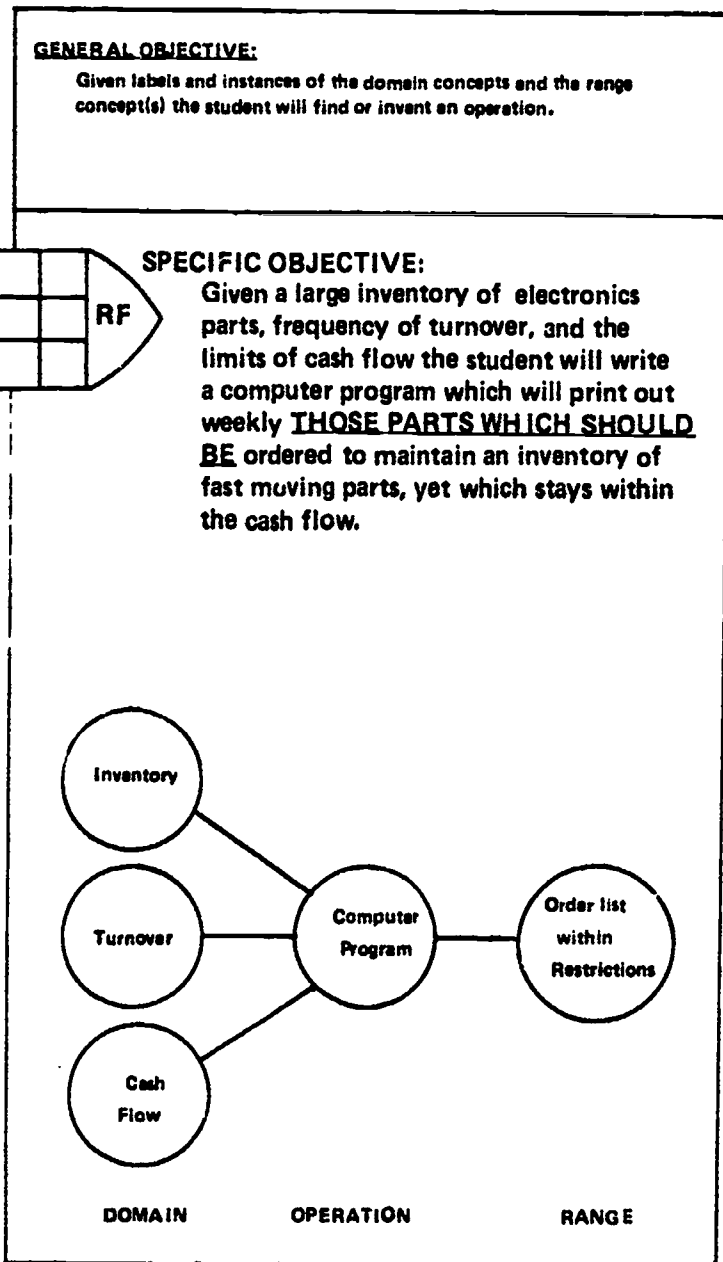 GENERAL OBJECTIVE:
Given labels and instances of the domain concepts and the range
concept(s) the student will find or invent an operation.
SPECIFIC OBJECTIVE:
RF
Given a large inventory of electronics
parts, frequency of turnover, and the
limits of cash flow the student will write
a computer program which will print out
weekly THOSE PARTS WHICH SHOULD
BE ordered to maintain an inventory of
fast moving parts, yet which stays within
the cash flow.
Inventory
Turnover
Cash
Flow
Computer
Program
Order list
within
Restrictions
DOMAIN
OPERATION
RANGE